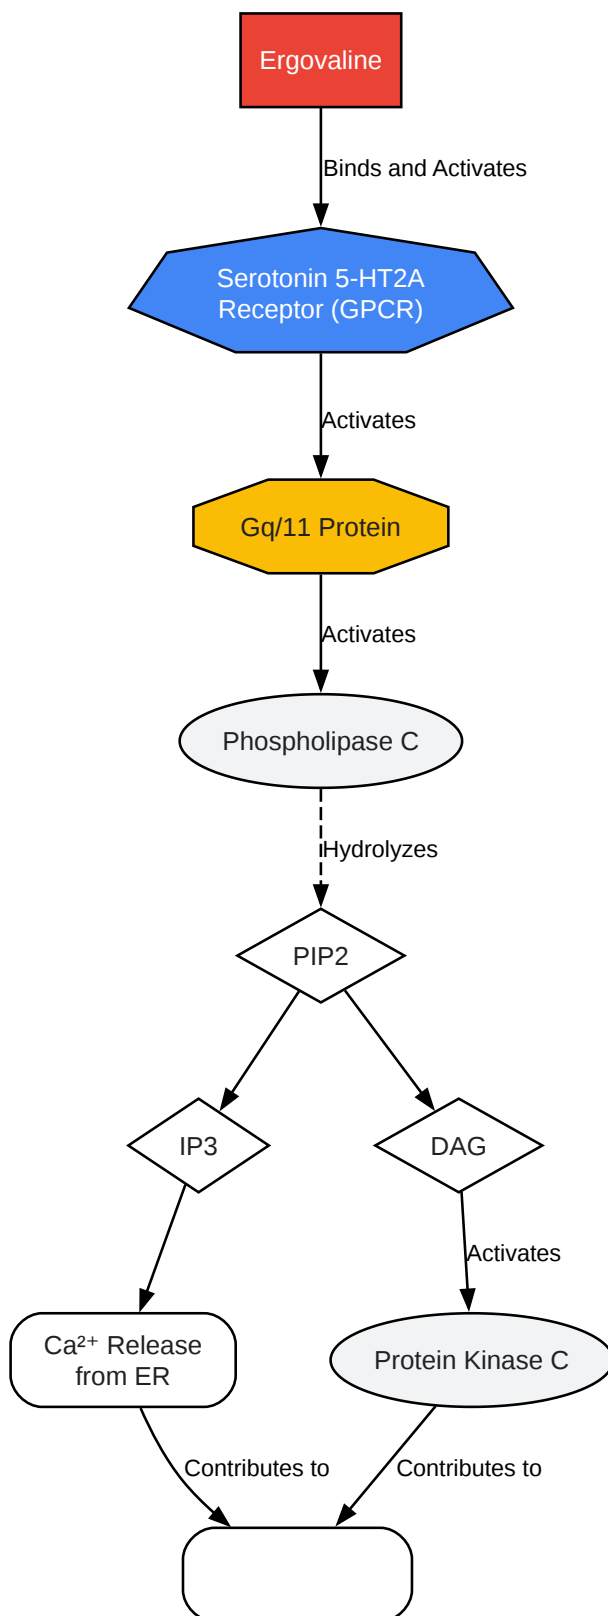 Ergovaline
Binds and Activates
Serotonin 5-HT2A
Receptor (GPCR)
Activates
Gq/11 Protein
Activates
Phospholipase C
Hydrolyzes
PIP2
IP3
DAG
Activates
Ca²⁺ Release
from ER
Protein Kinase C
Contributes to
Contributes to